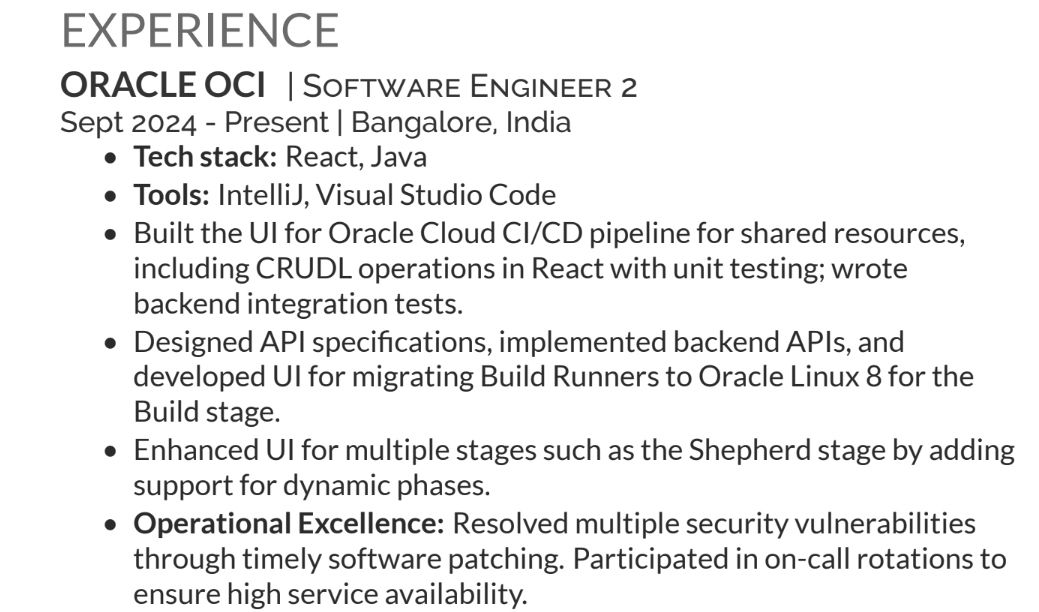 EXPERIENCE
ORACLE OCI | SOFTWARE ENGINEER 2
Sept 2024 - Present | Bangalore, India
• Tech stack: React, Java
• Tools: IntelliJ, Visual Studio Code
• Built the UI for Oracle Cloud CI/CD pipeline for shared resources,
including CRUDL operations in React with unit testing; wrote
backend integration tests.
• Designed API specifications, implemented backend APIs, and
developed UI for migrating Build Runners to Oracle Linux 8 for the
Build stage.
• Enhanced UI for multiple stages such as the Shepherd stage by adding
support for dynamic phases.
• Operational Excellence: Resolved multiple security vulnerabilities
through timely software patching. Participated in on-call rotations to
ensure high service availability.